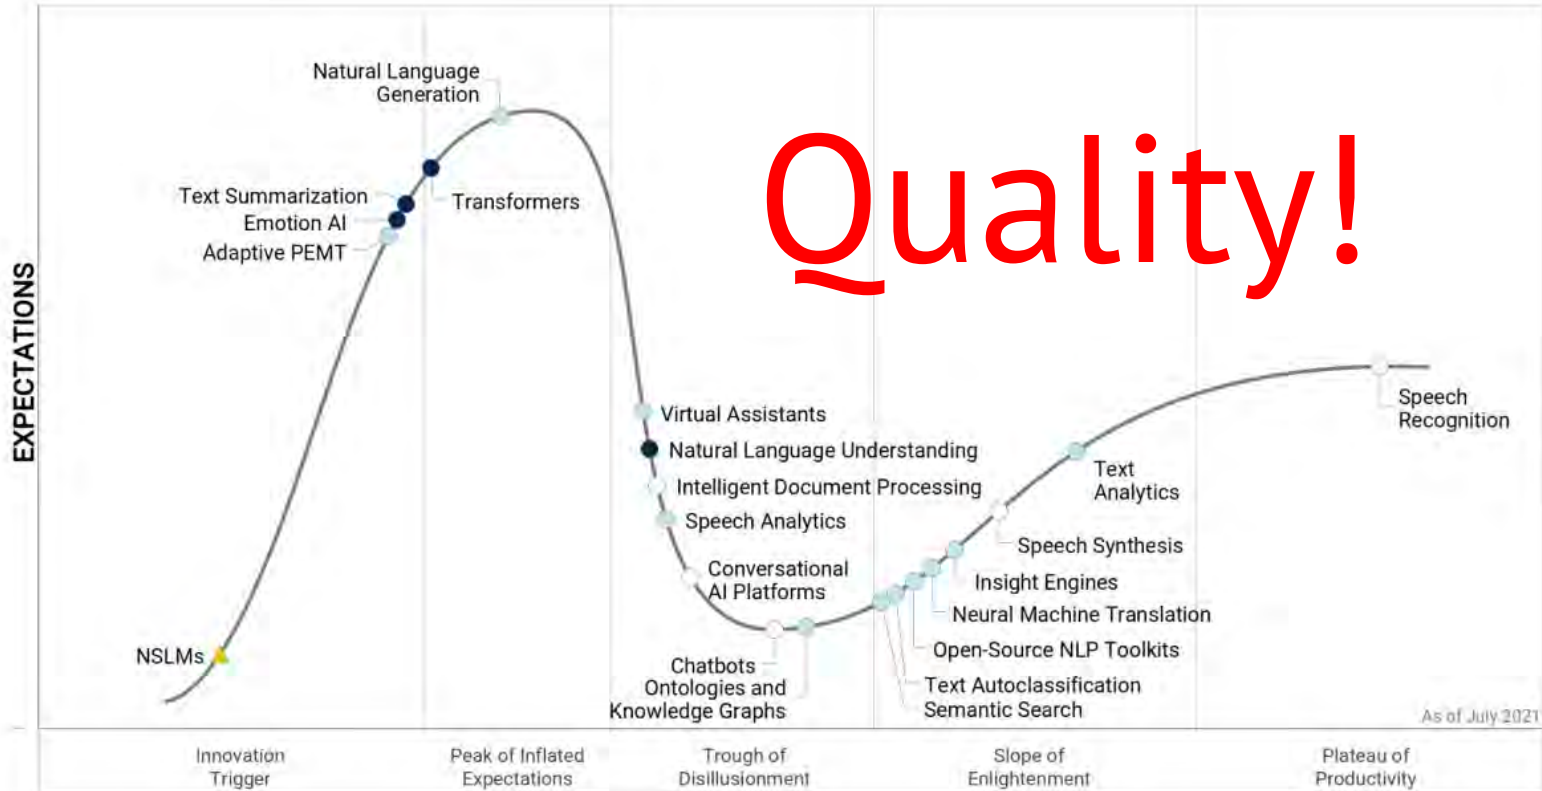 Natural Language
Generation
Quality!
Text Summarization
Transformers
Emotion AI
Adaptive PEMT
EXPECTATIONS
Speech
Recognition
Virtual Assistants
Natural Language Understanding
Text
Analytics
Intelligent Document Processing
Speech Analytics
Speech Synthesis
Conversational
AI Platforms
Insight Engines
Neural Machine Translation
NSLMs
Open-Source NLP Toolkits
Chatbots
Ontologies and
Knowledge Graphs
Text Autoclassification
Semantic Search
As of July 2021
Innovation
Trigger
Peak of Inflated
Expectations
Trough of
Disillusionment
Slope of
Enlightenment
Plateau of
Productivity